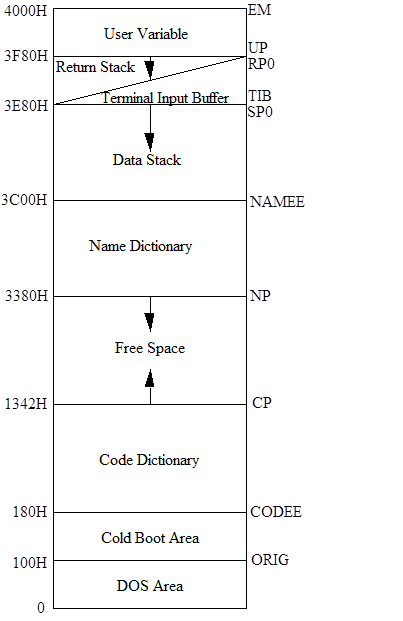 4000H EM
User Variable
3F80H UP
Return Stack RP0
Terminal Input Buffer TIB
3E80H SP0
Data Stack
3C00H NAMEE
Name Dictionary
3380H NP
Free Space
1342H CP
Code Dictionary
180H CODEE
Cold Boot Area
100H ORIG
DOS Area
0